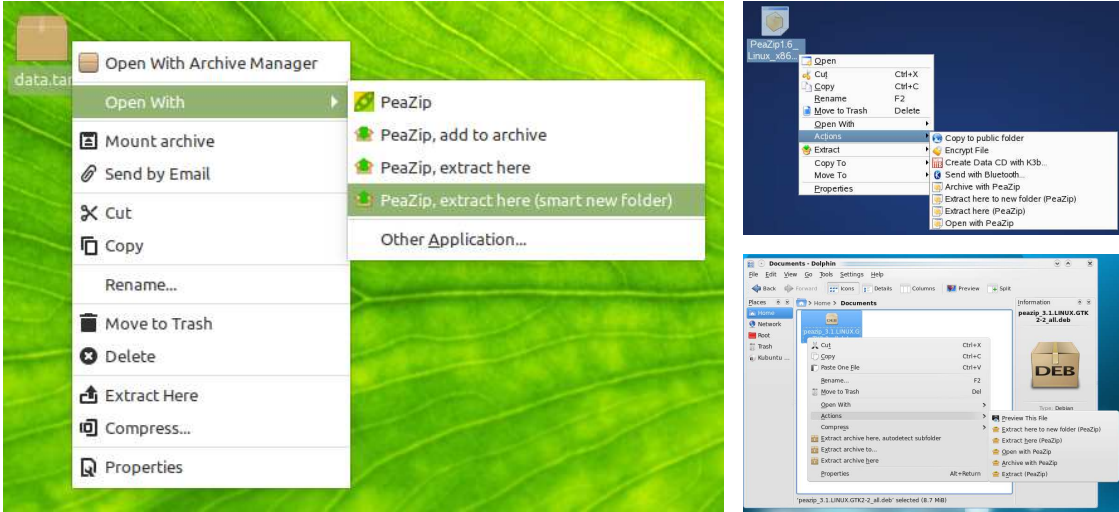 data.tar
Open With Archive Manager
Open With
Mount archive
Send by Email
Cut
Copy
Rename...
Move to Trash
Delete
Extract Here
Compress...
Properties
PeaZip
PeaZip, add to archive
PeaZip, extract here
PeaZip, extract here (smart new folder)
Other Application...
PeaZip1.6_
Linux_x86...
Open
Cut Ctrl+X
Copy Ctrl+C
Rename F2
Move to Trash Delete
Open With
Actions
Extract
Copy To
Move To
Properties
Copy to public folder
Encrypt File
Create Data CD with K3b...
Send with Bluetooth...
Archive with PeaZip
Extract here to new folder (PeaZip)
Extract here (PeaZip)
Open with PeaZip
Documents - Dolphin
File Edit View Go Tools Settings Help
Back Forward Icons Details Columns Preview Split
Places
Home
Network
Root
Trash
Kubuntu ...
Home > Documents
peazip_3.1.LINUX.G
Cut Ctrl+X
Copy Ctrl+C
Paste One File Ctrl+V
Rename... F2
Move to Trash Del
Open With
Actions
Compress
Extract archive here, autodetect subfolder
Extract archive to...
Extract archive here
Properties Alt+Return
Preview This File
Extract here to new folder (PeaZip)
Extract here (PeaZip)
Open with PeaZip
Archive with PeaZip
Extract (PeaZip)
Information
peazip_3.1.LINUX.GTK
2-2_all.deb
DEB
Type: Debian
'peazip_3.1.LINUX.GTK2-2_all.deb' selected (8.7 MiB)